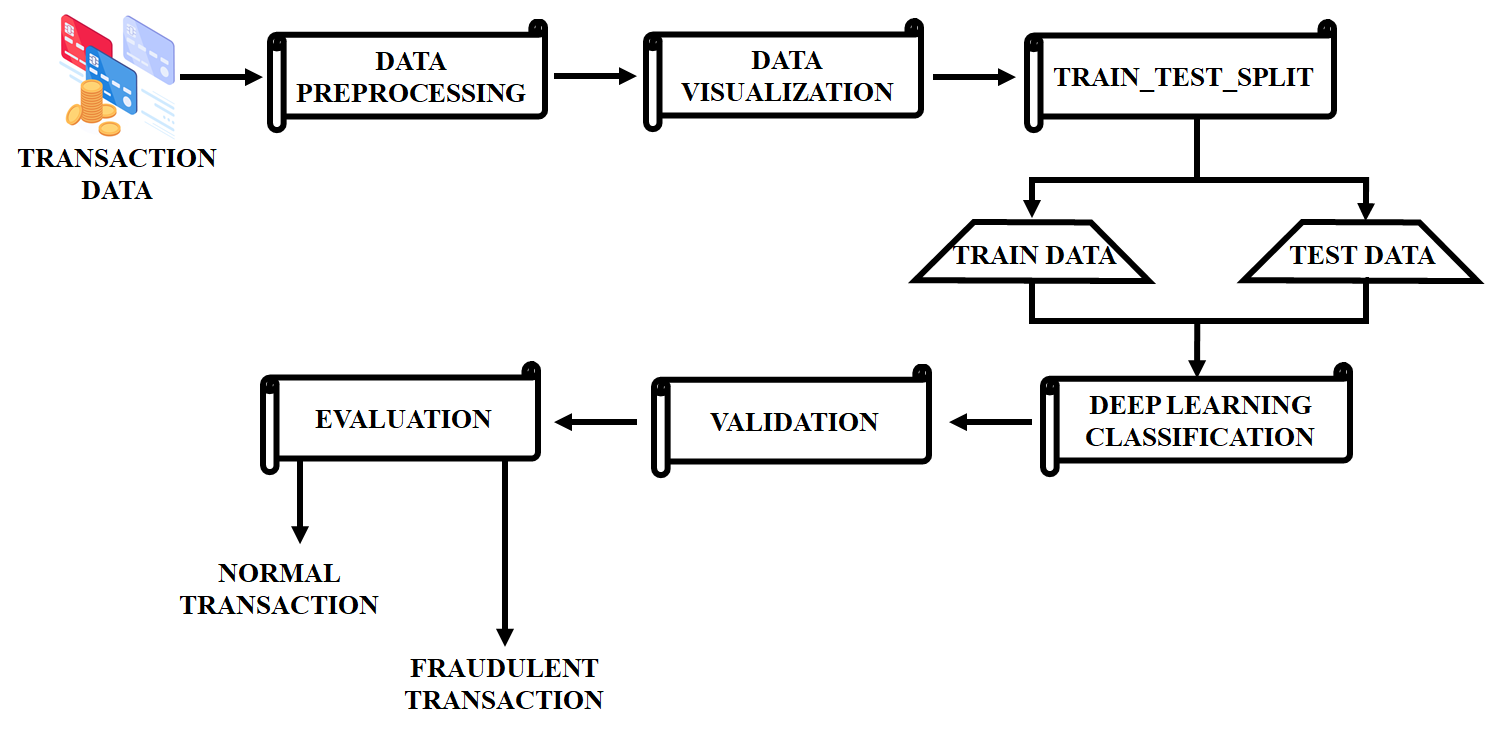 TRANSACTION
DATA
DATA
PREPROCESSING
DATA
VISUALIZATION
TRAIN_TEST_SPLIT
TRAIN DATA
TEST DATA
DEEP LEARNING
CLASSIFICATION
VALIDATION
EVALUATION
NORMAL
TRANSACTION
FRAUDULENT
TRANSACTION